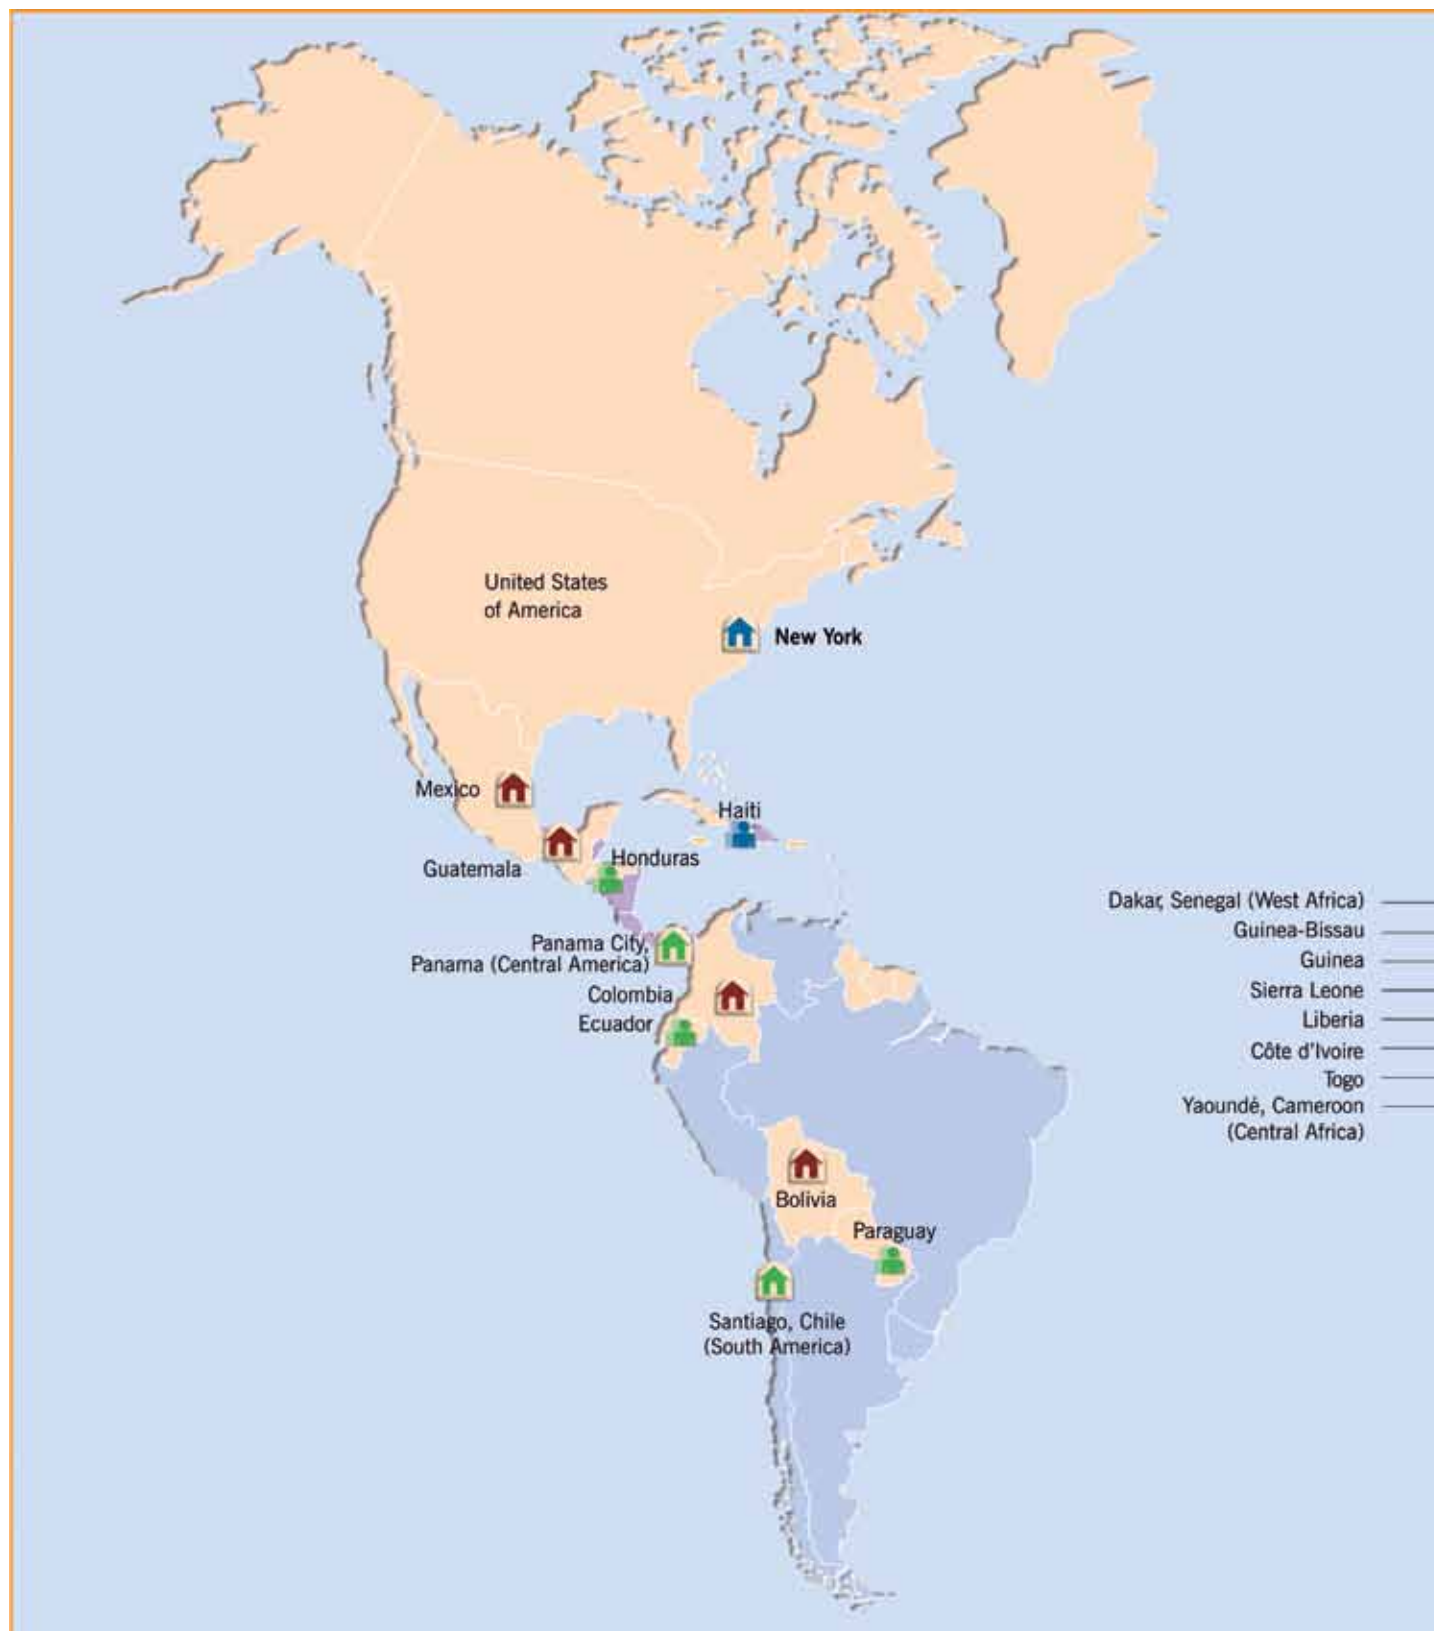 United States
of America
New York
Mexico
Haiti
Guatemala
Honduras
Panama City,
Panama (Central America)
Colombia
Ecuador
Dakar, Senegal (West Africa)
Guinea-Bissau
Guinea
Sierra Leone
Liberia
Côte d'Ivoire
Togo
Yaoundé, Cameroon
(Central Africa)
Bolivia
Paraguay
Santiago, Chile
(South America)